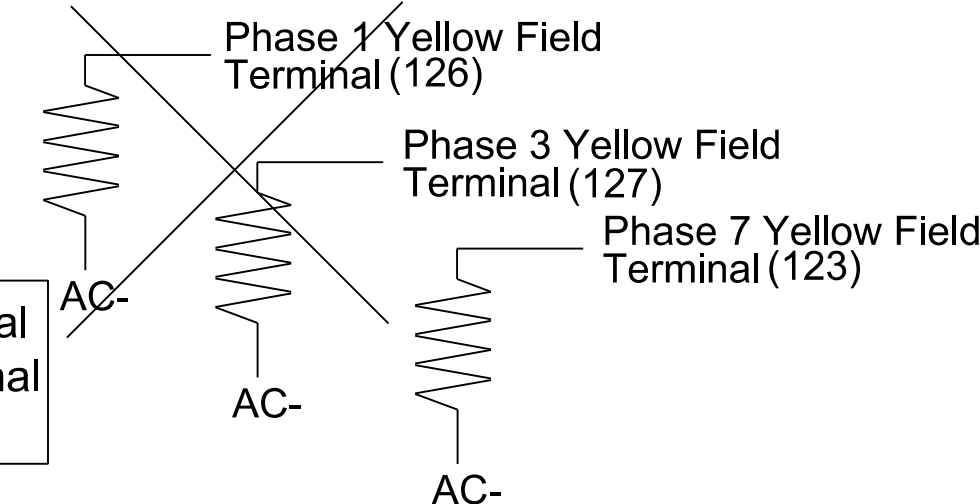 Phase 1 Yellow Field
Terminal (126)
Phase 3 Yellow Field
Terminal (127)
Phase 7 Yellow Field
Terminal (123)
AC-
AC-
AC-